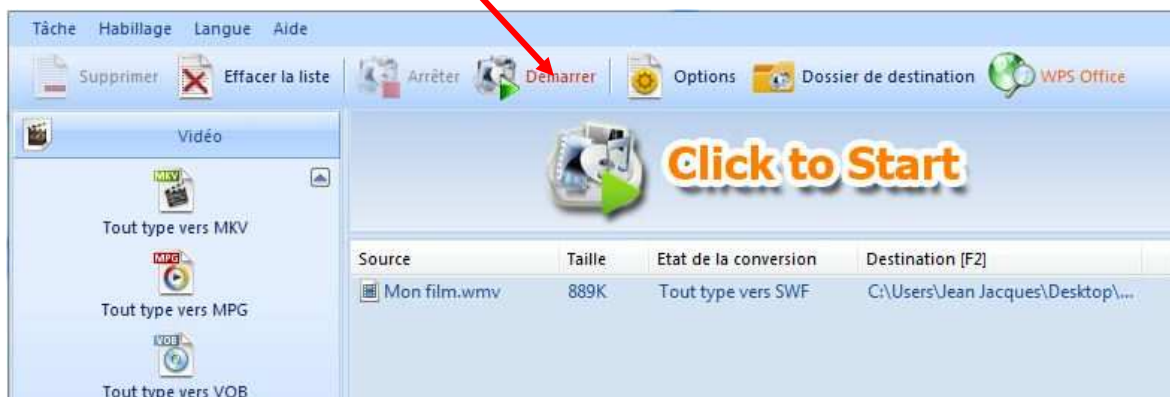 Tâche Habillage Langue Aide
Supprimer Effacer la liste Arrêter Démarrer Options Dossier de destination WPS Office
Vidéo
Click to Start
MKV
Tout type vers MKV
MPG
Tout type vers MPG
VOB
Tout type vers VOB
Source Taille Etat de la conversion Destination [F2]
Mon film.wmv 889K Tout type vers SWF C:\Users\Jean Jacques\Desktop\...